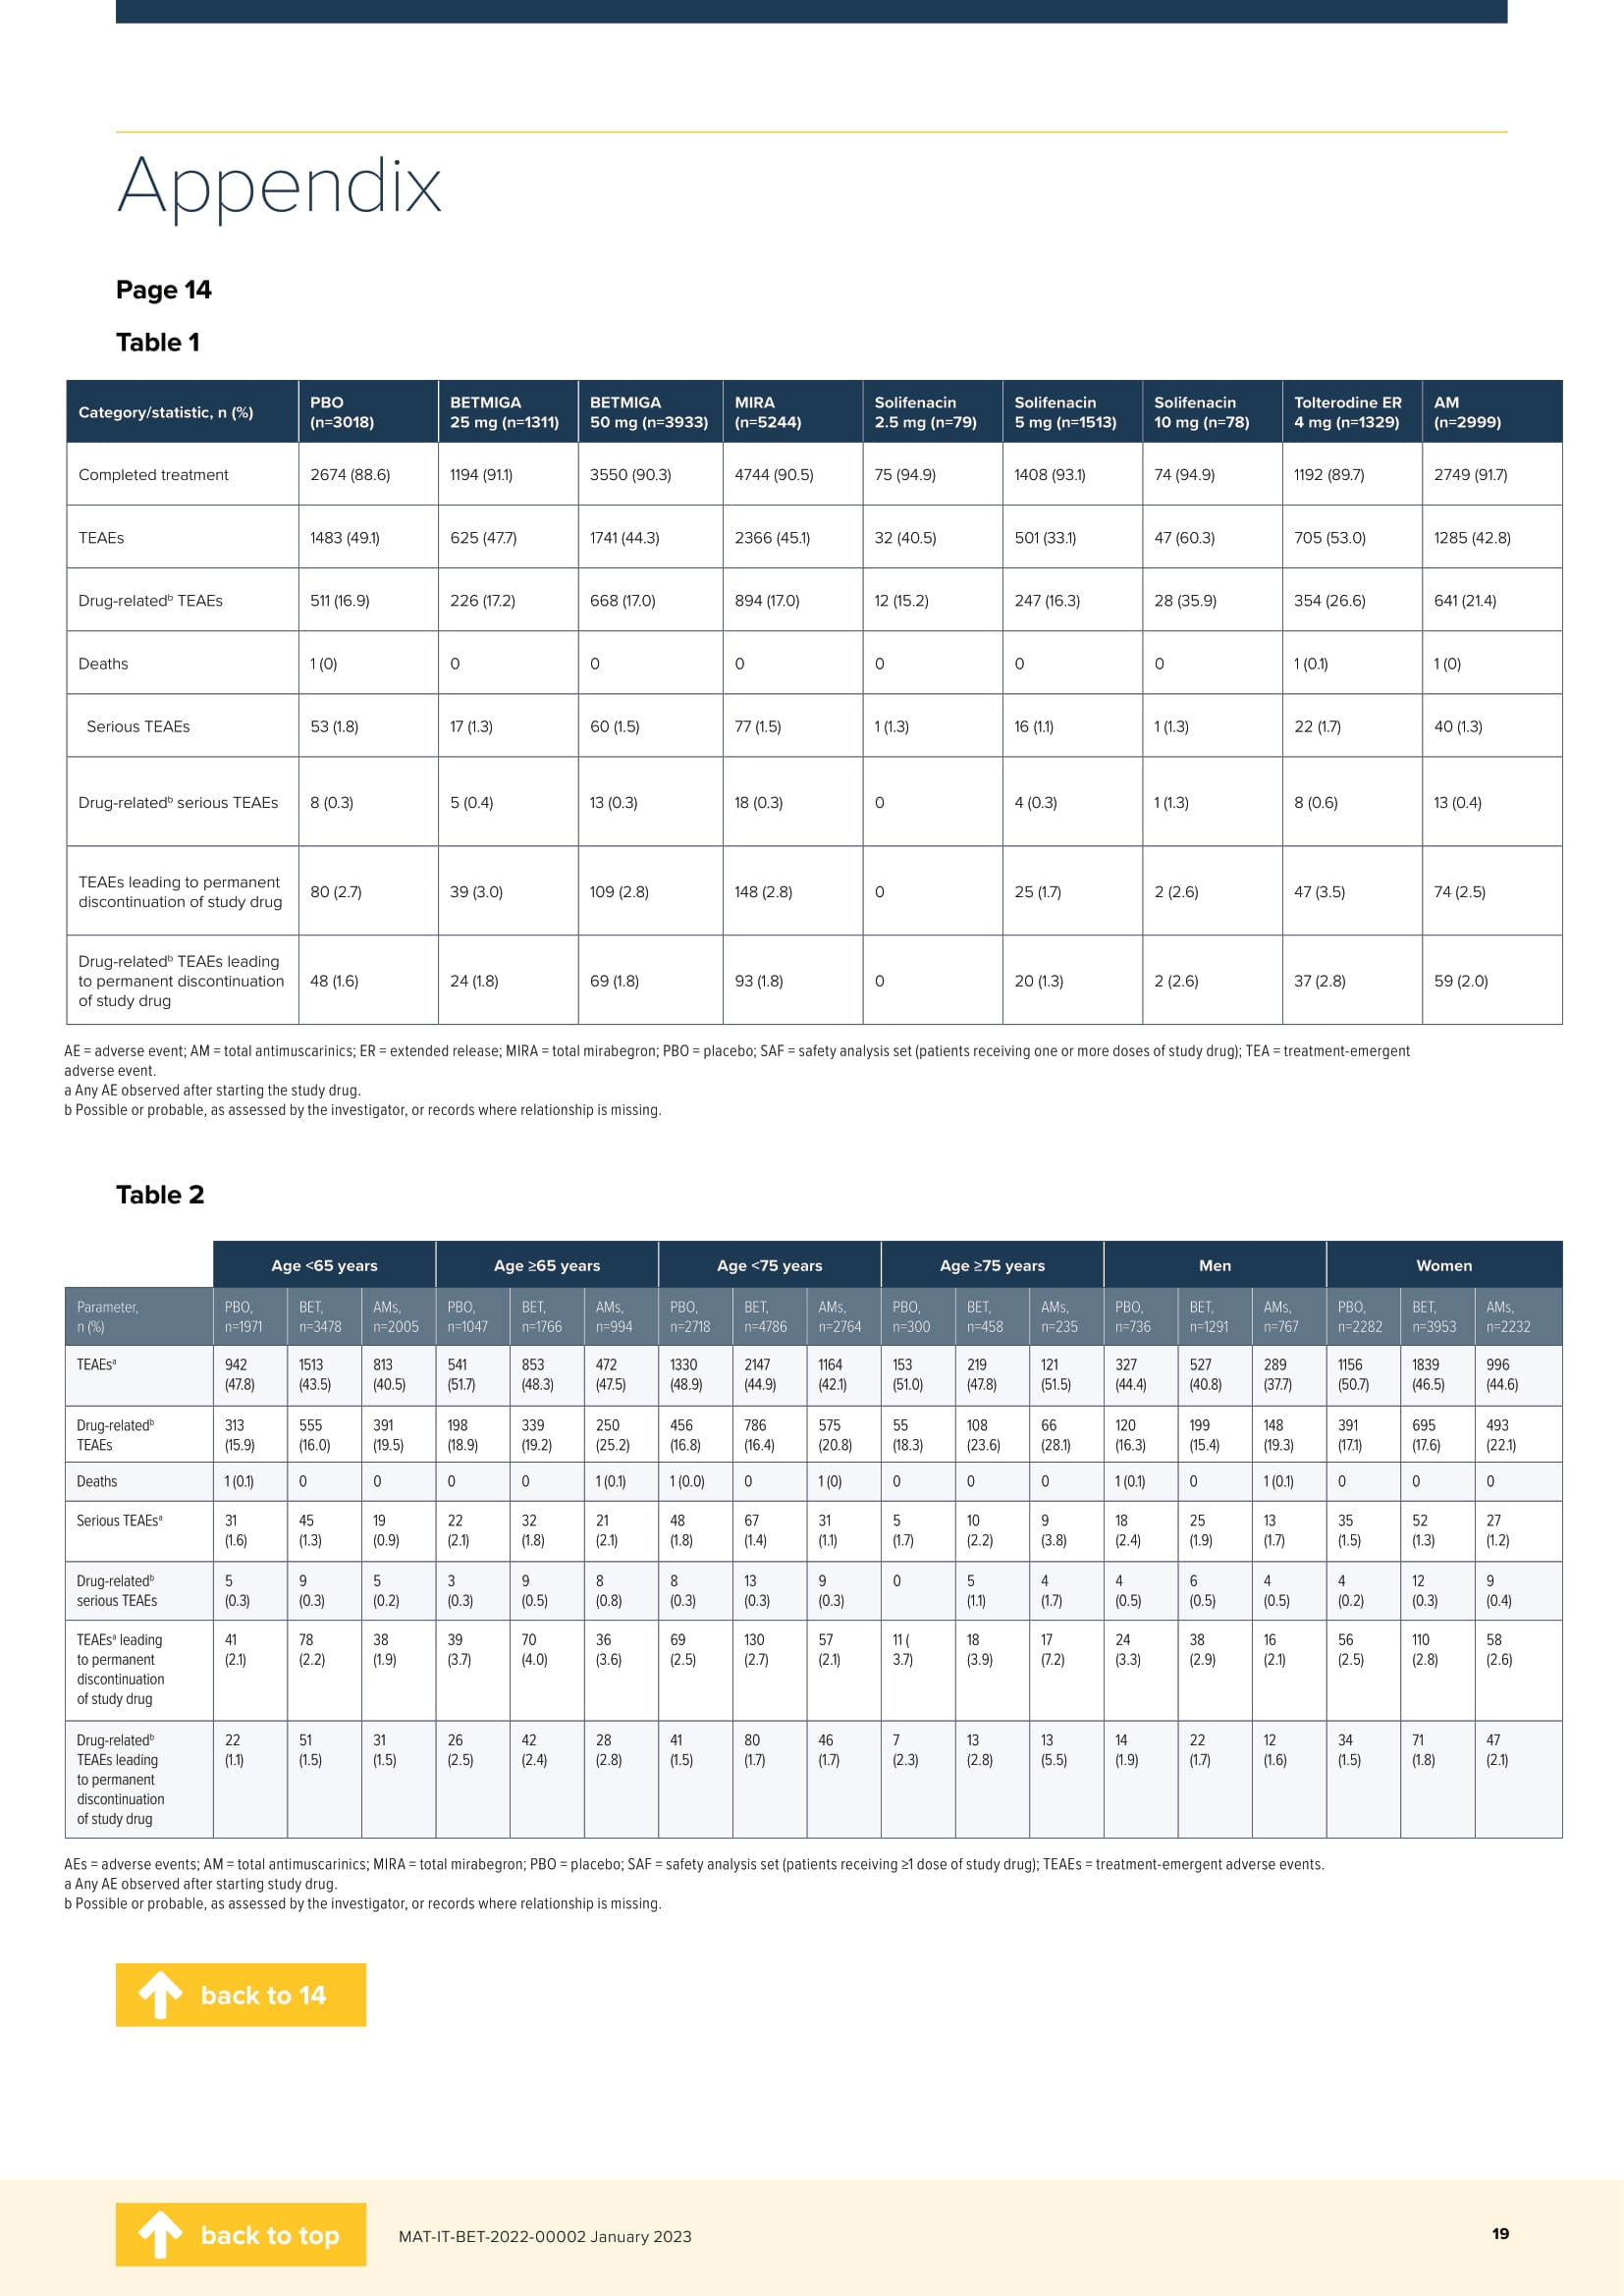 Appendix
Page 14
Table 1
Category/statistic, n (%)
PBO
(n=3018)
BETMIGA
25 mg (n=1311)
BETMIGA
50 mg (n=3933)
MIRA
(n=5244)
Solifenacin
2.5 mg (n=79)
Solifenacin
5 mg (n=1513)
Solifenacin
10 mg (n=78)
Tolterodine ER
4 mg (n=1329)
AM
(n=2999)
Completed treatment 2674 (88.6) 1194 (91.1) 3550 (90.3) 4744 (90.5) 75 (94.9) 1408 (93.1) 74 (94.9) 1192 (89.7) 2749 (91.7)
TEAEs 1483 (49.1) 625 (47.7) 1741 (44.3) 2366 (45.1) 32 (40.5) 501 (33.1) 47 (60.3) 705 (53.0) 1285 (42.8)
Drug-relatedᵇ TEAEs 511 (16.9) 226 (17.2) 668 (17.0) 894 (17.0) 12 (15.2) 247 (16.3) 28 (35.9) 354 (26.6) 641 (21.4)
Deaths 1 (0) 0 0 0 0 0 0 1 (0.1) 1 (0)
Serious TEAEs 53 (1.8) 17 (1.3) 60 (1.5) 77 (1.5) 1 (1.3) 16 (1.1) 1 (1.3) 22 (1.7) 40 (1.3)
Drug-relatedᵇ serious TEAEs 8 (0.3) 5 (0.4) 13 (0.3) 18 (0.3) 0 4 (0.3) 1 (1.3) 8 (0.6) 13 (0.4)
TEAEs leading to permanent
discontinuation of study drug
80 (2.7) 39 (3.0) 109 (2.8) 148 (2.8) 0 25 (1.7) 2 (2.6) 47 (3.5) 74 (2.5)
Drug-relatedᵇ TEAEs leading
to permanent discontinuation
of study drug
48 (1.6) 24 (1.8) 69 (1.8) 93 (1.8) 0 20 (1.3) 2 (2.6) 37 (2.8) 59 (2.0)
AE = adverse event; AM = total antimuscarinics; ER = extended release; MIRA = total mirabegron; PBO = placebo; SAF = safety analysis set (patients receiving one or more doses of study drug); TEA = treatment-emergent
adverse event.
a Any AE observed after starting the study drug.
b Possible or probable, as assessed by the investigator, or records where relationship is missing.
Table 2
Age <65 years Age ≥65 years Age <75 years Age ≥75 years Men Women
Parameter, PBO, BET, AMs, PBO, BET, AMs, PBO, BET, AMs, PBO, BET, AMs, PBO, BET, AMs, PBO, BET, AMs,
n (%) n=1971 n=3478 n=2005 n=1047 n=1766 n=994 n=2718 n=4786 n=2764 n=300 n=458 n=235 n=736 n=1291 n=767 n=2282 n=3953 n=2232
TEAEsᵃ 942 1513 813 541 853 472 1330 2147 1164 153 219 121 327 527 289 1156 1839 996
(47.8) (43.5) (40.5) (51.7) (48.3) (47.5) (48.9) (44.9) (42.1) (51.0) (47.8) (51.5) (44.4) (40.8) (37.7) (50.7) (46.5) (44.6)
Drug-relatedᵇ 313 555 391 198 339 250 456 786 575 55 108 66 120 199 148 391 695 493
TEAEs (15.9) (16.0) (19.5) (18.9) (19.2) (25.2) (16.8) (16.4) (20.8) (18.3) (23.6) (28.1) (16.3) (15.4) (19.3) (17.1) (17.6) (22.1)
Deaths 1 (0.1) 0 0 0 0 1 (0.1) 1 (0.0) 0 1 (0) 0 0 0 1 (0.1) 0 1 (0.1) 0 0 0
Serious TEAEsᵃ 31 45 19 22 32 21 48 67 31 5 10 9 18 25 13 35 52 27
(1.6) (1.3) (0.9) (2.1) (1.8) (2.1) (1.8) (1.4) (1.1) (1.7) (2.2) (3.8) (2.4) (1.9) (1.7) (1.5) (1.3) (1.2)
Drug-relatedᵇ 5 9 5 3 9 8 8 13 9 0 5 4 4 6 4 4 12 9
serious TEAEs (0.3) (0.3) (0.2) (0.3) (0.5) (0.8) (0.3) (0.3) (0.3) (1.1) (1.7) (0.5) (0.5) (0.5) (0.2) (0.3) (0.4)
TEAEsᵃ leading 41 78 38 39 70 36 69 130 57 11 ( 18 17 24 38 16 56 110 58
to permanent (2.1) (2.2) (1.9) (3.7) (4.0) (3.6) (2.5) (2.7) (2.1) 3.7) (3.9) (7.2) (3.3) (2.9) (2.1) (2.5) (2.8) (2.6)
discontinuation
of study drug
Drug-relatedᵇ 22 51 31 26 42 28 41 80 46 7 13 13 14 22 12 34 71 47
TEAEs leading (1.1) (1.5) (1.5) (2.5) (2.4) (2.8) (1.5) (1.7) (1.7) (2.3) (2.8) (5.5) (1.9) (1.7) (1.6) (1.5) (1.8) (2.1)
to permanent
discontinuation
of study drug
AEs = adverse events; AM = total antimuscarinics; MIRA = total mirabegron; PBO = placebo; SAF = safety analysis set (patients receiving ≥1 dose of study drug); TEAEs = treatment-emergent adverse events.
a Any AE observed after starting study drug.
b Possible or probable, as assessed by the investigator, or records where relationship is missing.
back to 14
back to top
MAT-IT-BET-2022-00002 January 2023
19